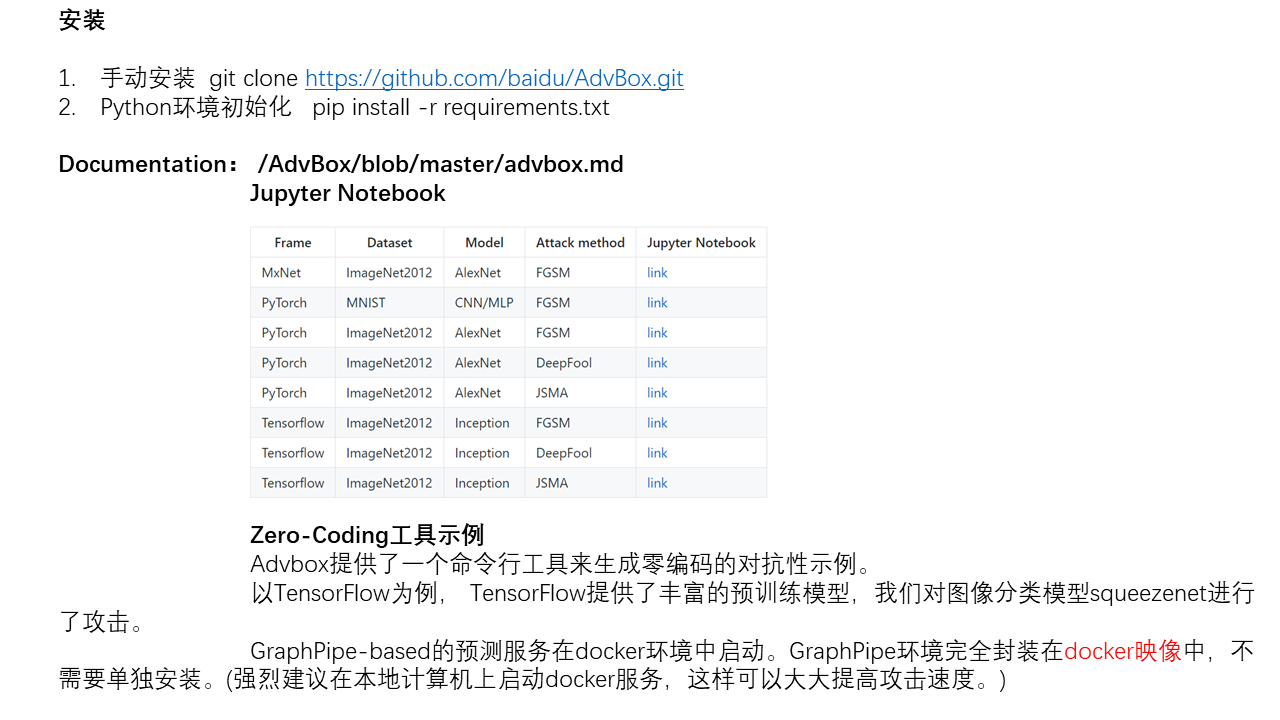 安装
1. 手动安装 git clone https://github.com/baidu/AdvBox.git
2. Python环境初始化 pip install -r requirements.txt
Documentation： /AdvBox/blob/master/advbox.md
Jupyter Notebook
Frame Dataset Model Attack method Jupyter Notebook
MxNet ImageNet2012 AlexNet FGSM link
PyTorch MNIST CNN/MLP FGSM link
PyTorch ImageNet2012 AlexNet FGSM link
PyTorch ImageNet2012 AlexNet DeepFool link
PyTorch ImageNet2012 AlexNet JSMA link
Tensorflow ImageNet2012 Inception FGSM link
Tensorflow ImageNet2012 Inception DeepFool link
Tensorflow ImageNet2012 Inception JSMA link
Zero-Coding工具示例
Advbox提供了一个命令行工具来生成零编码的对抗性示例。
以TensorFlow为例， TensorFlow提供了丰富的预训练模型，我们对图像分类模型squeezenet进行
了攻击。
GraphPipe-based的预测服务在docker环境中启动。GraphPipe环境完全封装在docker映像中，不
需要单独安装。(强烈建议在本地计算机上启动docker服务，这样可以大大提高攻击速度。)